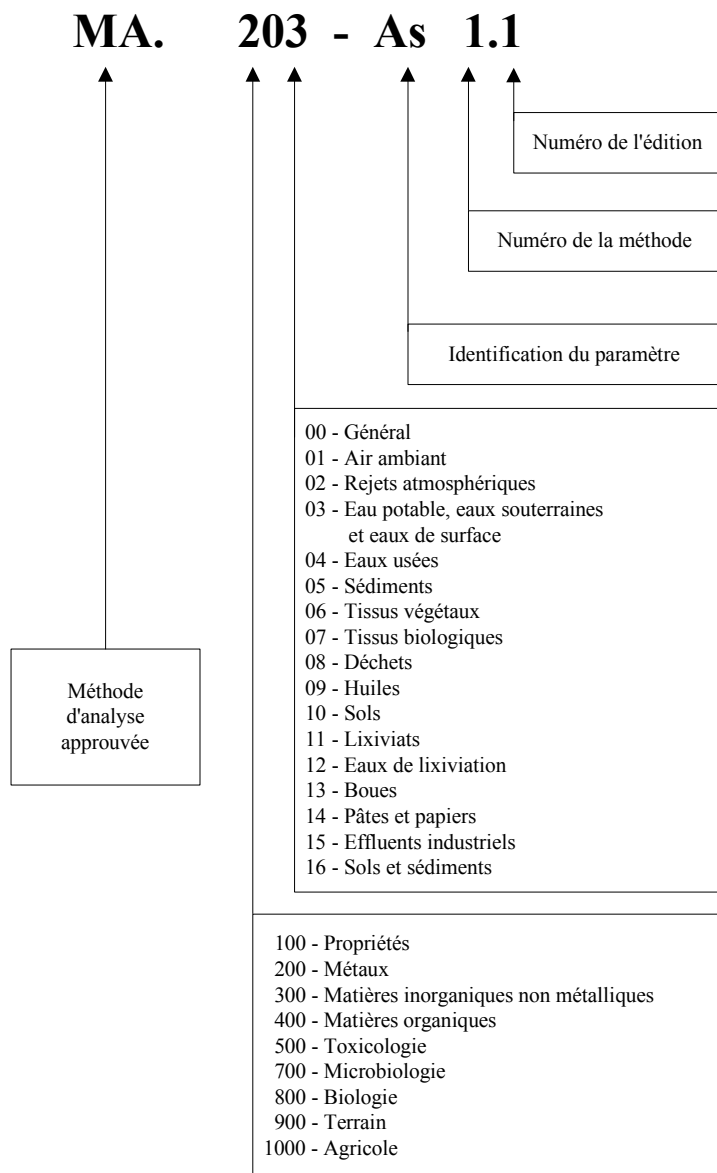 MA. 203 - As 1.1
Numéro de l'édition
Numéro de la méthode
Identification du paramètre
00 - Général
01 - Air ambiant
02 - Rejets atmosphériques
03 - Eau potable, eaux souterraines
et eaux de surface
04 - Eaux usées
05 - Sédiments
06 - Tissus végétaux
07 - Tissus biologiques
08 - Déchets
09 - Huiles
10 - Sols
11 - Lixiviats
12 - Eaux de lixiviation
13 - Boues
14 - Pâtes et papiers
15 - Effluents industriels
16 - Sols et sédiments
Méthode
d'analyse
approuvée
100 - Propriétés
200 - Métaux
300 - Matières inorganiques non métalliques
400 - Matières organiques
500 - Toxicologie
700 - Microbiologie
800 - Biologie
900 - Terrain
1000 - Agricole